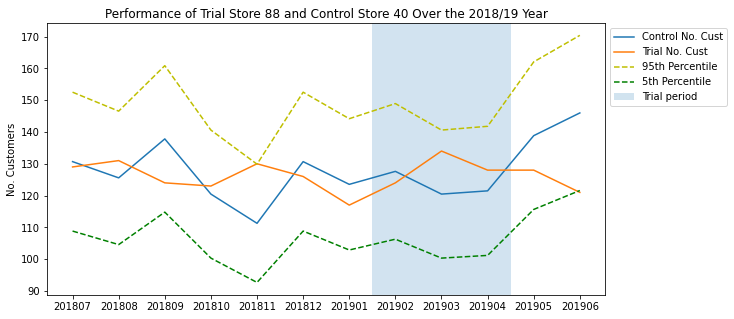 Performance of Trial Store 88 and Control Store 40 Over the 2018/19 Year
No. Customers
170
160
150
140
130
120
110
100
90
201807 201808 201809 201810 201811 201812 201901 201902 201903 201904 201905 201906
Control No. Cust
Trial No. Cust
95th Percentile
5th Percentile
Trial period